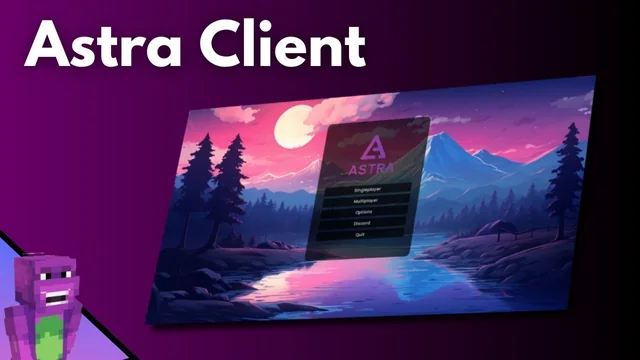 Astra Client
ASTRA
Singleplayer
Multiplayer
Options
Discord
Quit